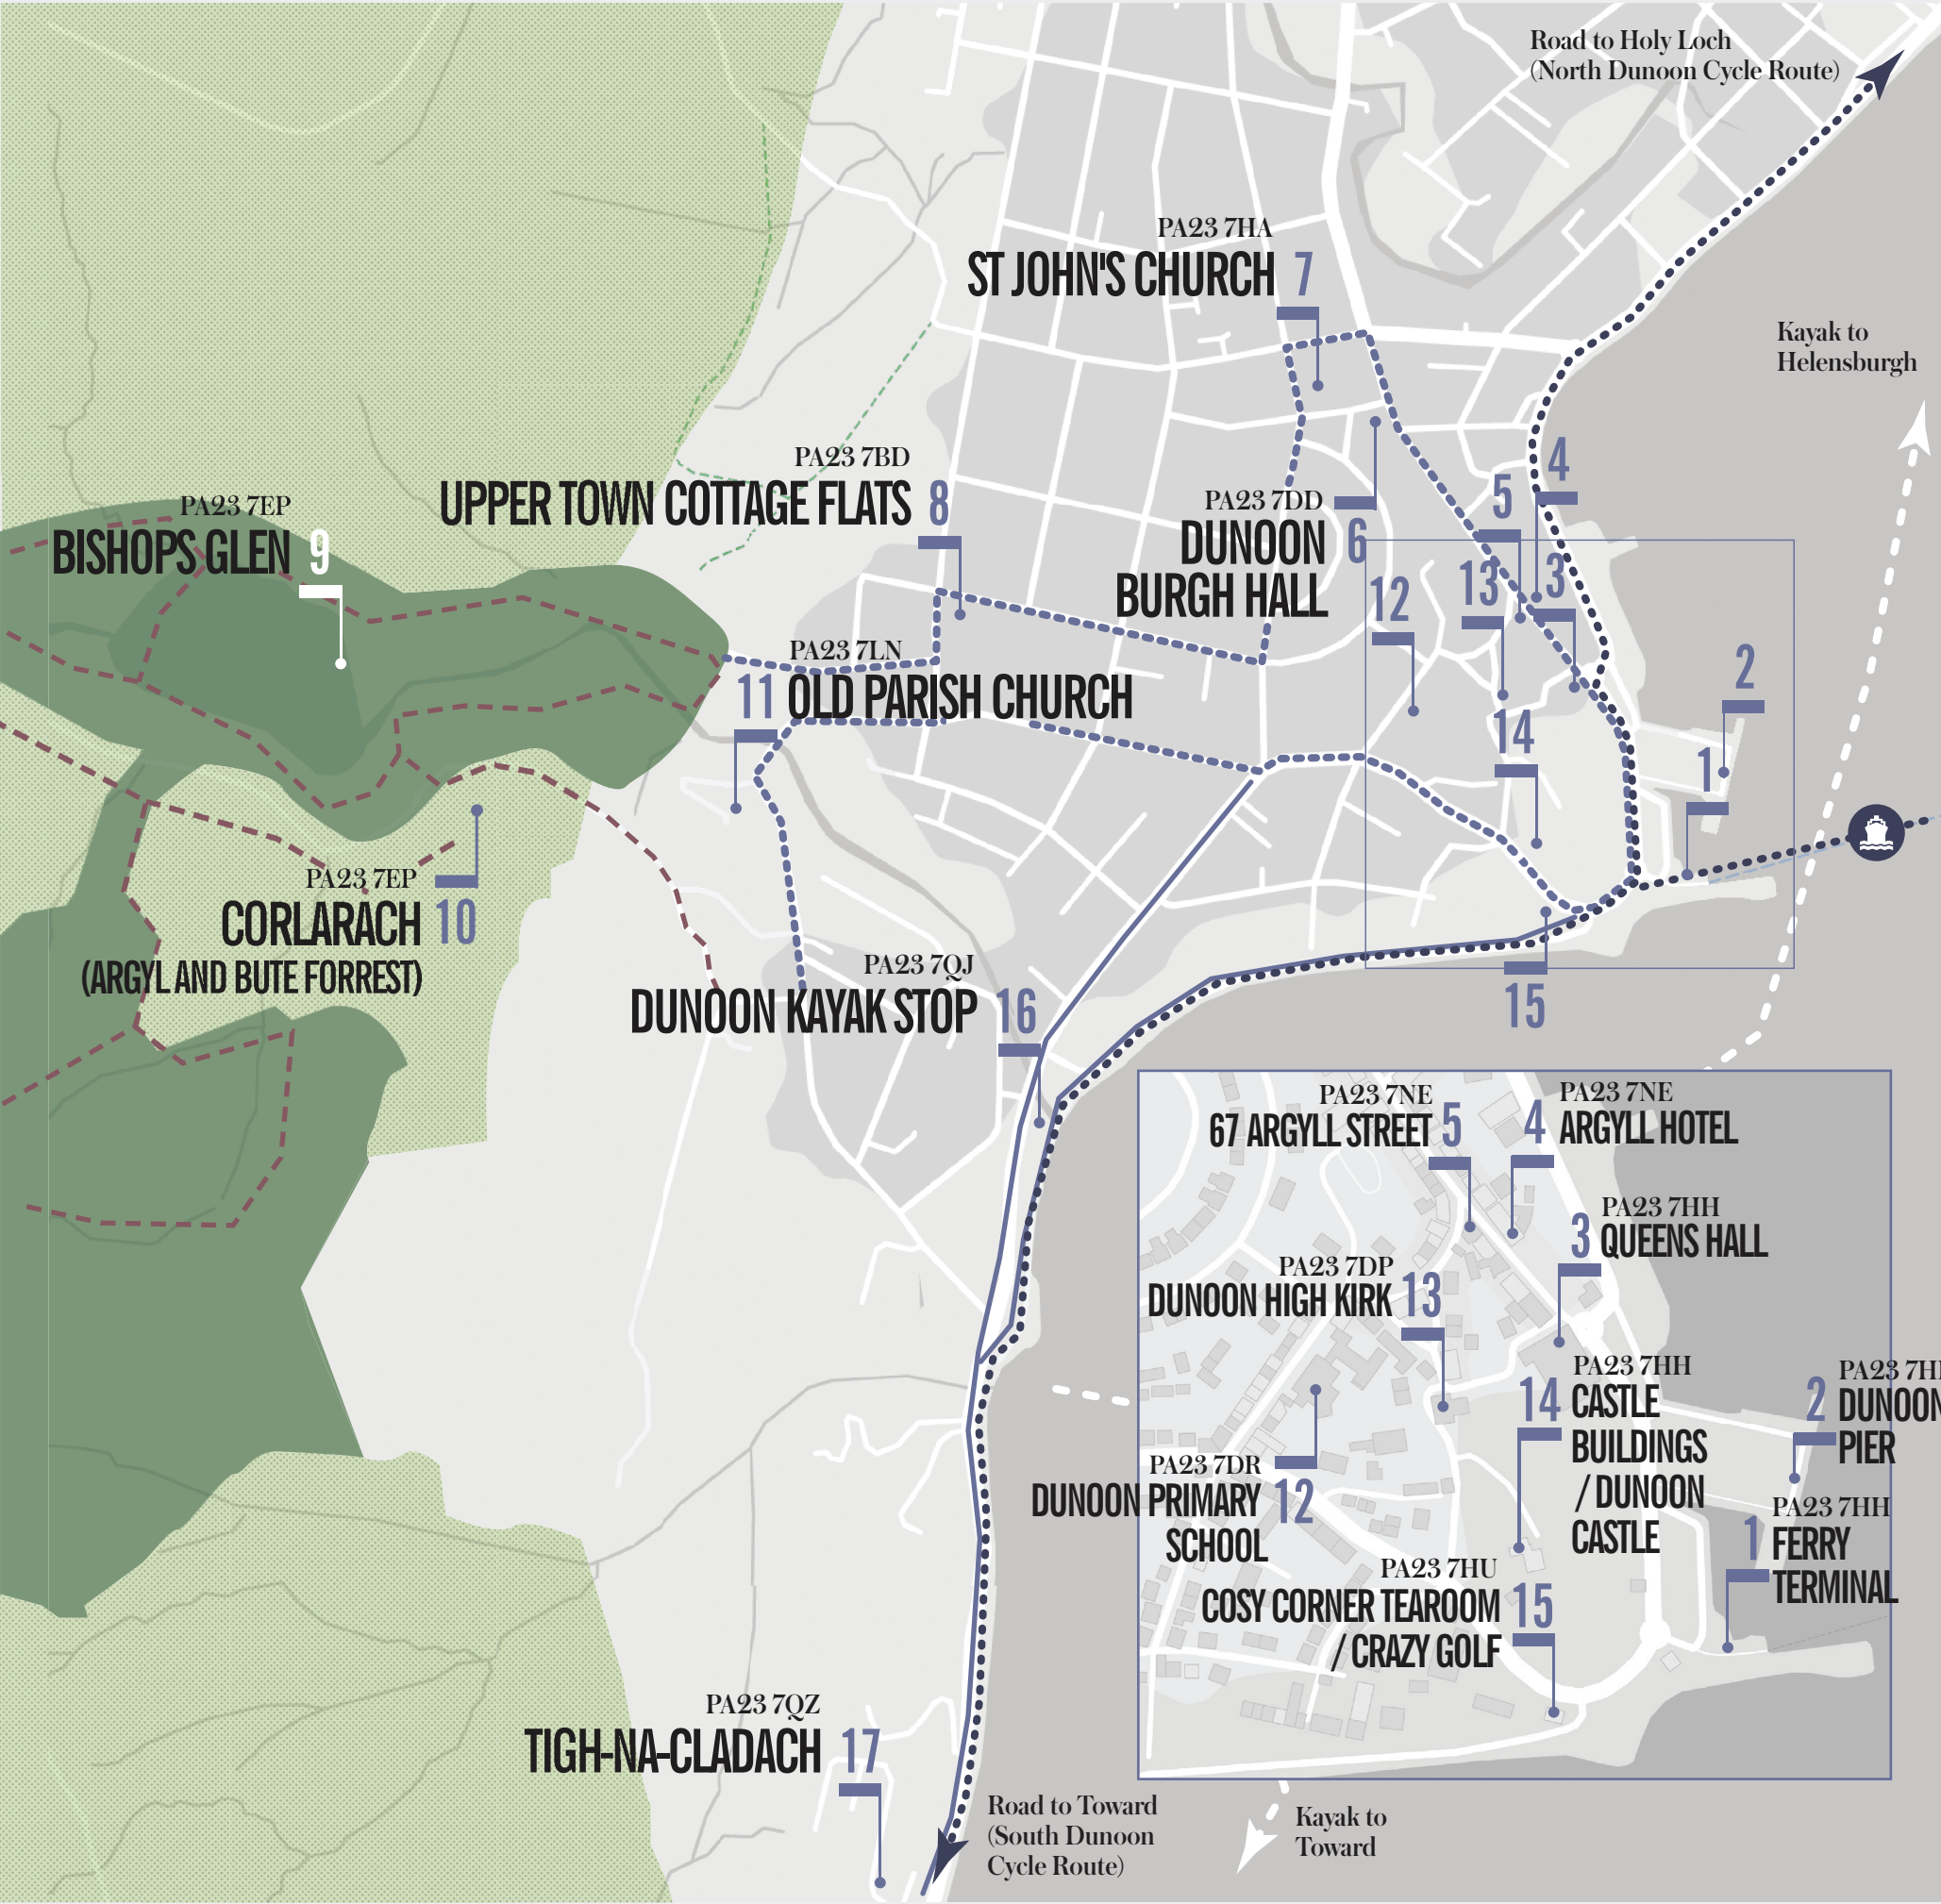 Road to Holy Loch
(North Dunoon Cycle Route)
PA23 7HA
ST JOHN'S CHURCH 7
Kayak to
Helensburgh
PA23 7BD
UPPER TOWN COTTAGE FLATS 8
PA23 7EP
BISHOPS GLEN 9
PA23 7DD
DUNOON
BURGH HALL
6
4
5
13
3
12
2
14
1
PA23 7LN
11 OLD PARISH CHURCH
PA23 7EP
CORLARACH 10
(ARGYL AND BUTE FORREST)
PA23 7QJ
DUNOON KAYAK STOP 16
15
PA23 7NE
67 ARGYLL STREET 5
PA23 7NE
4 ARGYLL HOTEL
PA23 7HH
3 QUEENS HALL
PA23 7DP
DUNOON HIGH KIRK 13
PA23 7HH
14 CASTLE
BUILDINGS
/ DUNOON
CASTLE
PA23 7H
2 DUNOON
PIER
PA23 7DR
DUNOON PRIMARY 12
SCHOOL
PA23 7HH
1 FERRY
TERMINAL
PA23 7HU
COSY CORNER TEAROOM 15
/ CRAZY GOLF
PA23 7QZ
TIGH-NA-CLADACH 17
Road to Toward
(South Dunoon
Cycle Route)
Kayak to
Toward